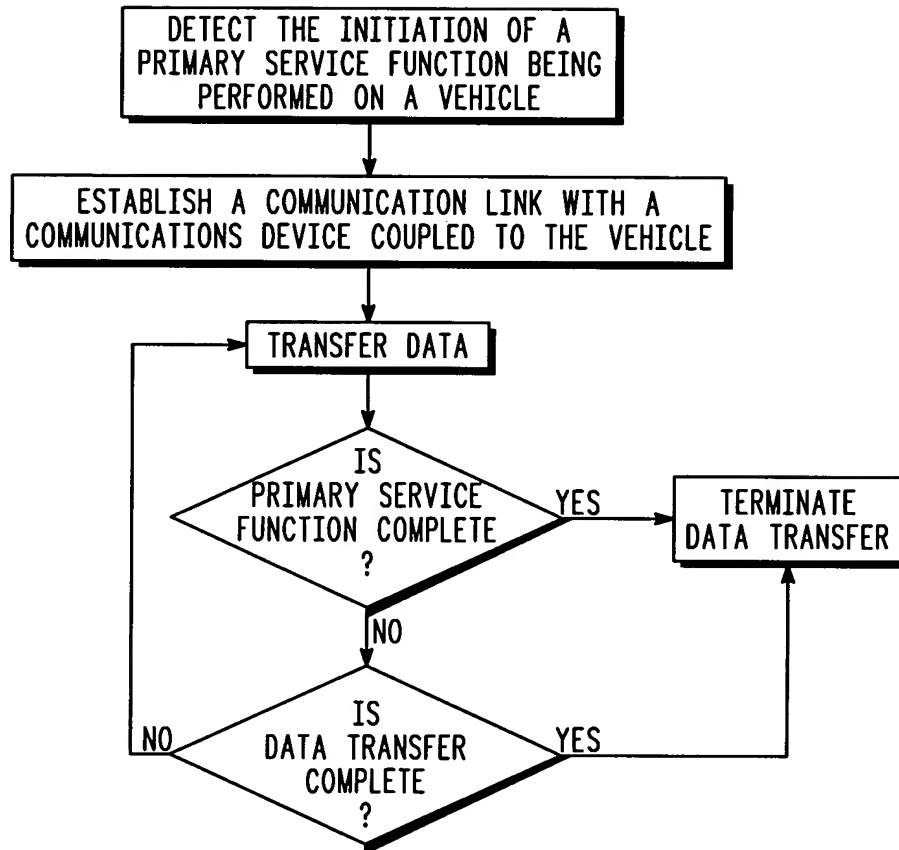 DETECT THE INITIATION OF A
PRIMARY SERVICE FUNCTION BEING
PERFORMED ON A VEHICLE
ESTABLISH A COMMUNICATION LINK WITH A
COMMUNICATIONS DEVICE COUPLED TO THE VEHICLE
TRANSFER DATA
IS
PRIMARY SERVICE
FUNCTION COMPLETE
?
YES
TERMINATE
DATA TRANSFER
NO
IS
DATA TRANSFER
COMPLETE
?
NO
YES